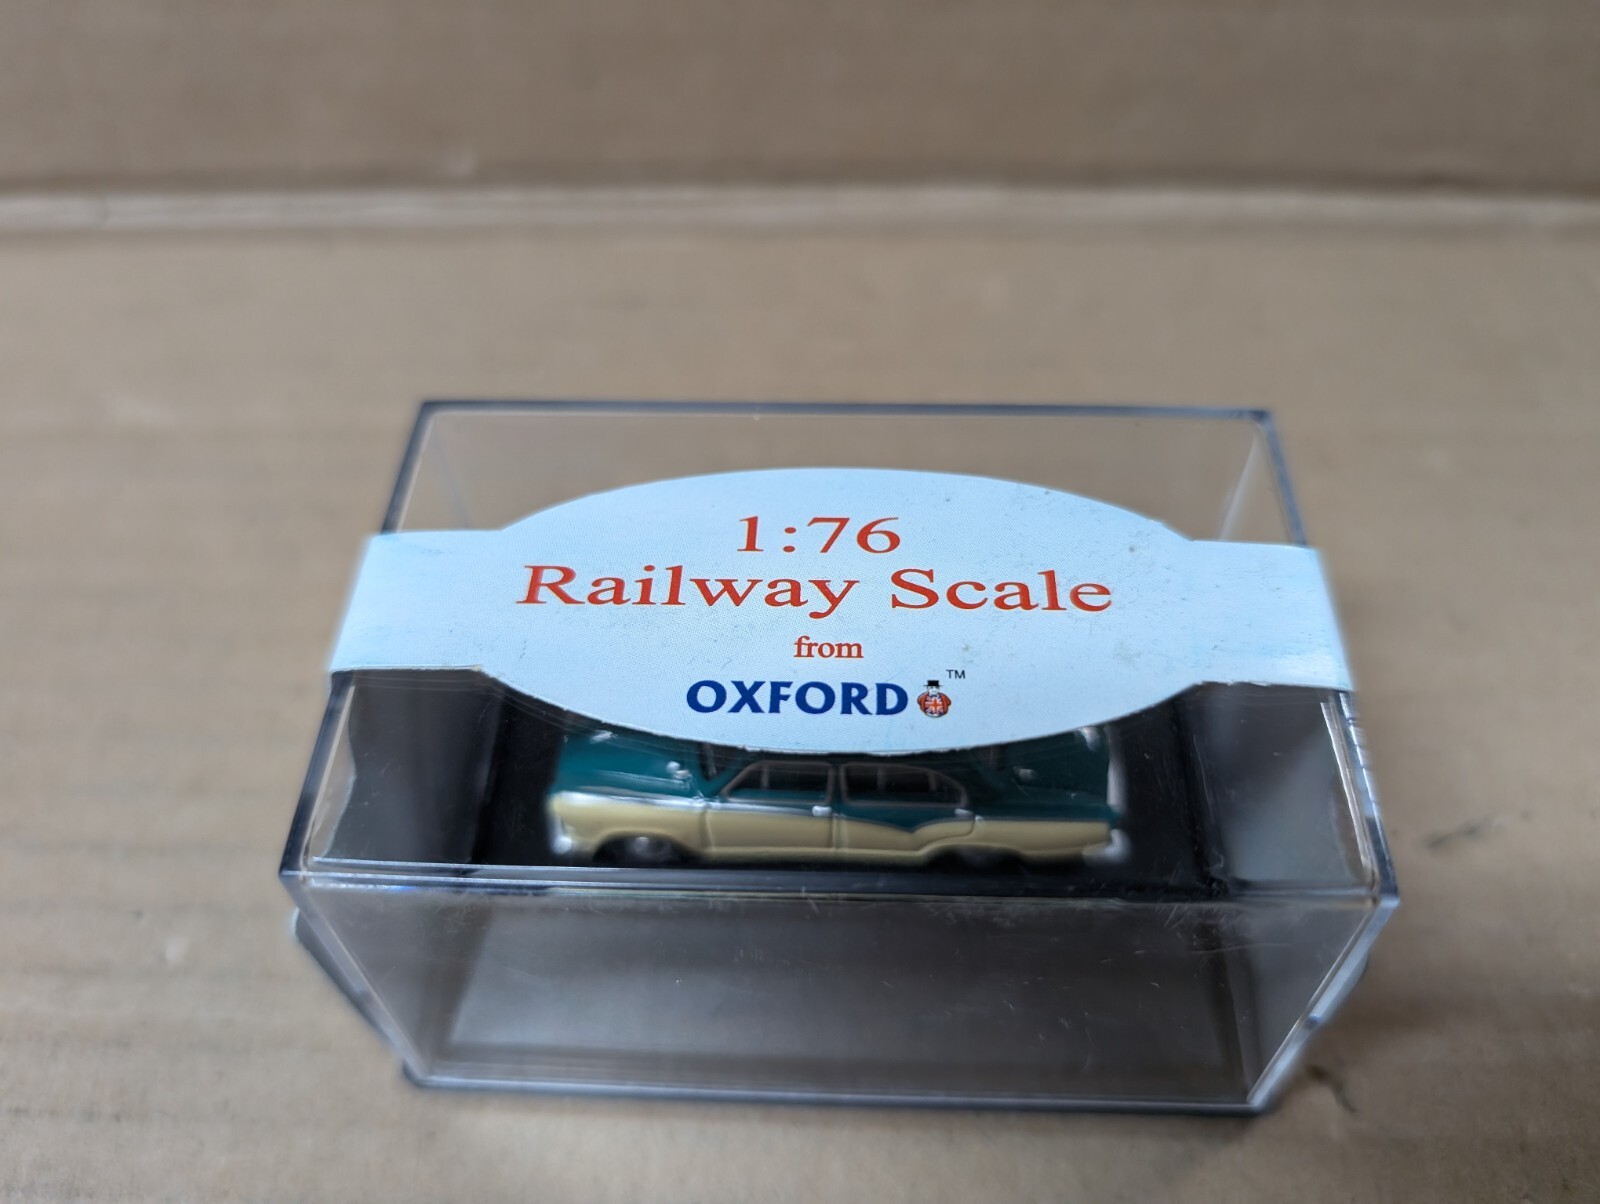 1:76
Railway Scale
from
OXFORD™